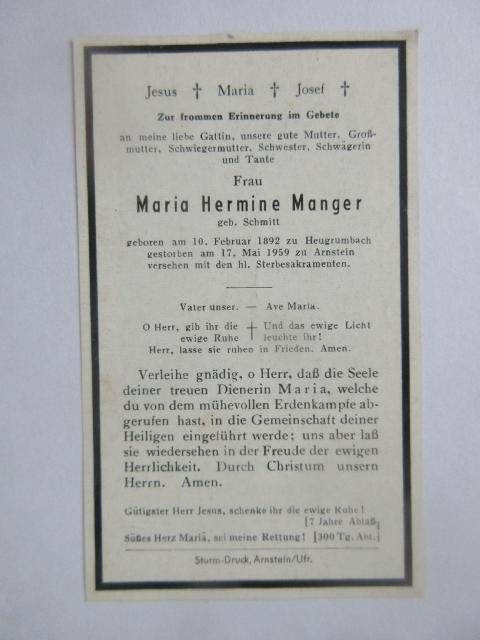 Jesus † Maria † Josef †
Zur frommen Erinnerung im Gebete
an meine liebe Gattin, unsere gute Mutter, Groß-
mutter, Schwiegermutter, Schwester, Schwägerin
und Tante
Frau
Maria Hermine Manger
geb. Schmitt
geboren am 10. Februar 1892 zu Heugrumbach
gestorben am 17. Mai 1959 zu Arnstein
versehen mit den hl. Sterbesakramenten.
Vater unser. — Ave Maria.
O Herr, gib ihr die † Und das ewige Licht
ewige Ruhe leuchte ihr!
Herr, lasse sie ruhen in Frieden. Amen.
Verleihe gnädig, o Herr, daß die Seele
deiner treuen Dienerin Maria, welche
du von dem mühevollen Erdenkampfe ab-
gerufen hast, in die Gemeinschaft deiner
Heiligen eingeführt werde; uns aber laß
sie wiedersehen in der Freude der ewigen
Herrlichkeit. Durch Christum unsern
Herrn. Amen.
Gütigster Herr Jesus, schenke ihr die ewige Ruhe!
[7 Jahre Ablaß]
Süßes Herz Mariä, sei meine Rettung! [300 Tg. Abl.]
Sturm-Druck, Arnstein/Ufr.